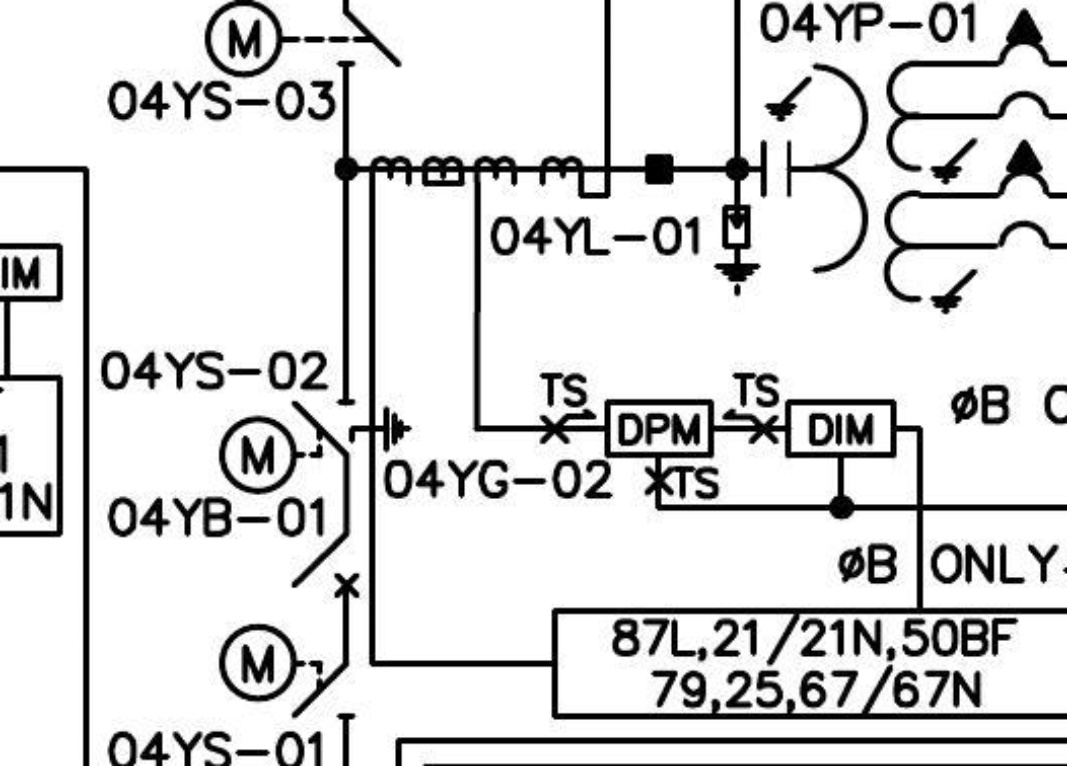 04YP-01
M
04YS-03
04YL-01
IM
04YS-02
TS
TS
M
DPM
DIM
øB
04YG-02
TS
1N
04YB-01
øB ONLY
M
87L,21/21N,50BF
79,25,67/67N
04YS-01